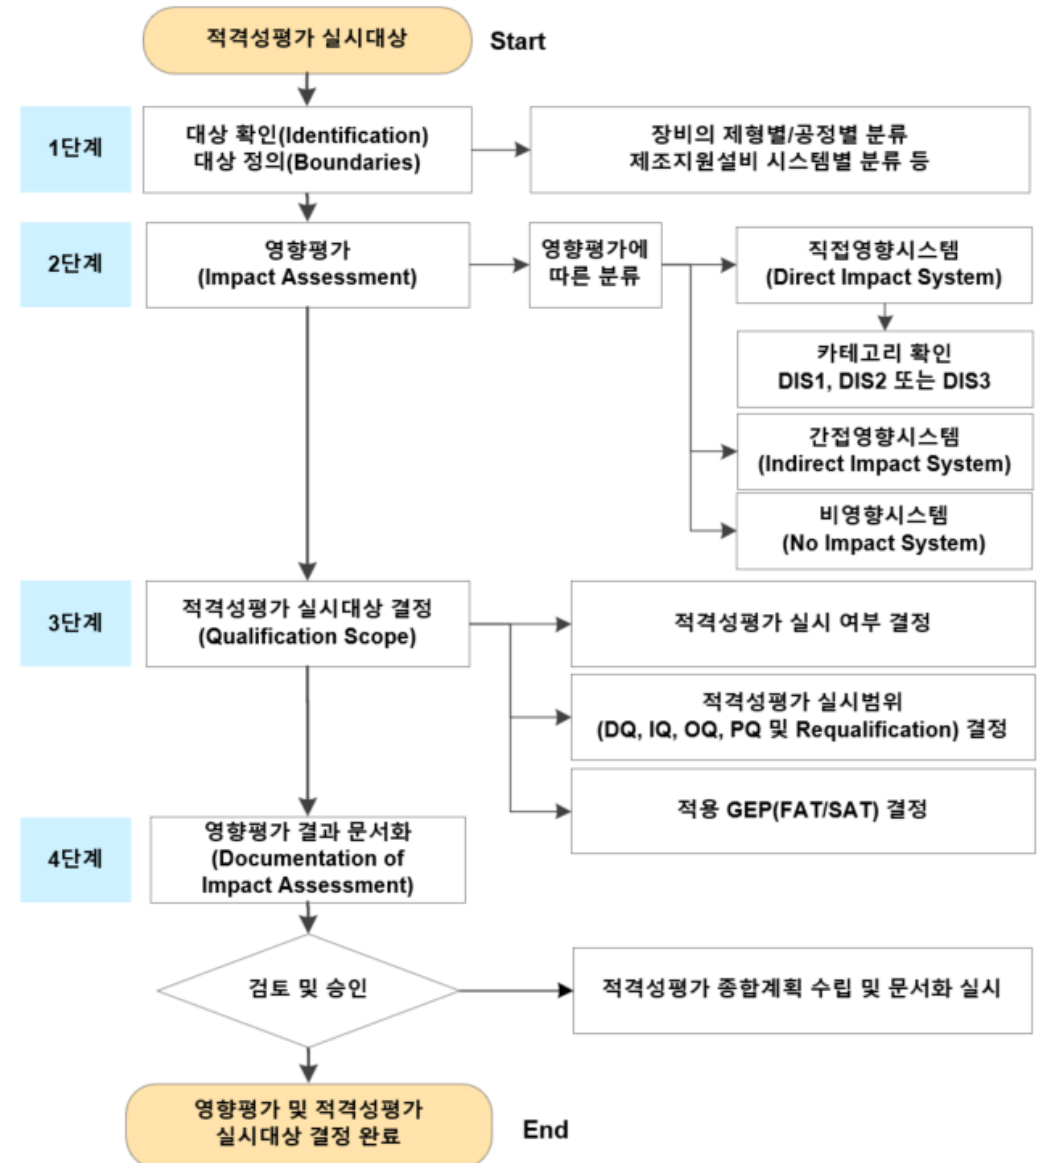 적격성평가 실시대상
Start
1단계
대상 확인(Identification)
대상 정의(Boundaries)
장비의 제형별/공정별 분류
제조지원설비 시스템별 분류 등
2단계
영향평가
(Impact Assessment)
영향평가에
따른 분류
직접영향시스템
(Direct Impact System)
카테고리 확인
DIS1, DIS2 또는 DIS3
간접영향시스템
(Indirect Impact System)
비영향시스템
(No Impact System)
3단계
적격성평가 실시대상 결정
(Qualification Scope)
적격성평가 실시 여부 결정
적격성평가 실시범위
(DQ, IQ, OQ, PQ 및 Requalification) 결정
적용 GEP(FAT/SAT) 결정
4단계
영향평가 결과 문서화
(Documentation of
Impact Assessment)
검토 및 승인
적격성평가 종합계획 수립 및 문서화 실시
영향평가 및 적격성평가
실시대상 결정 완료
End